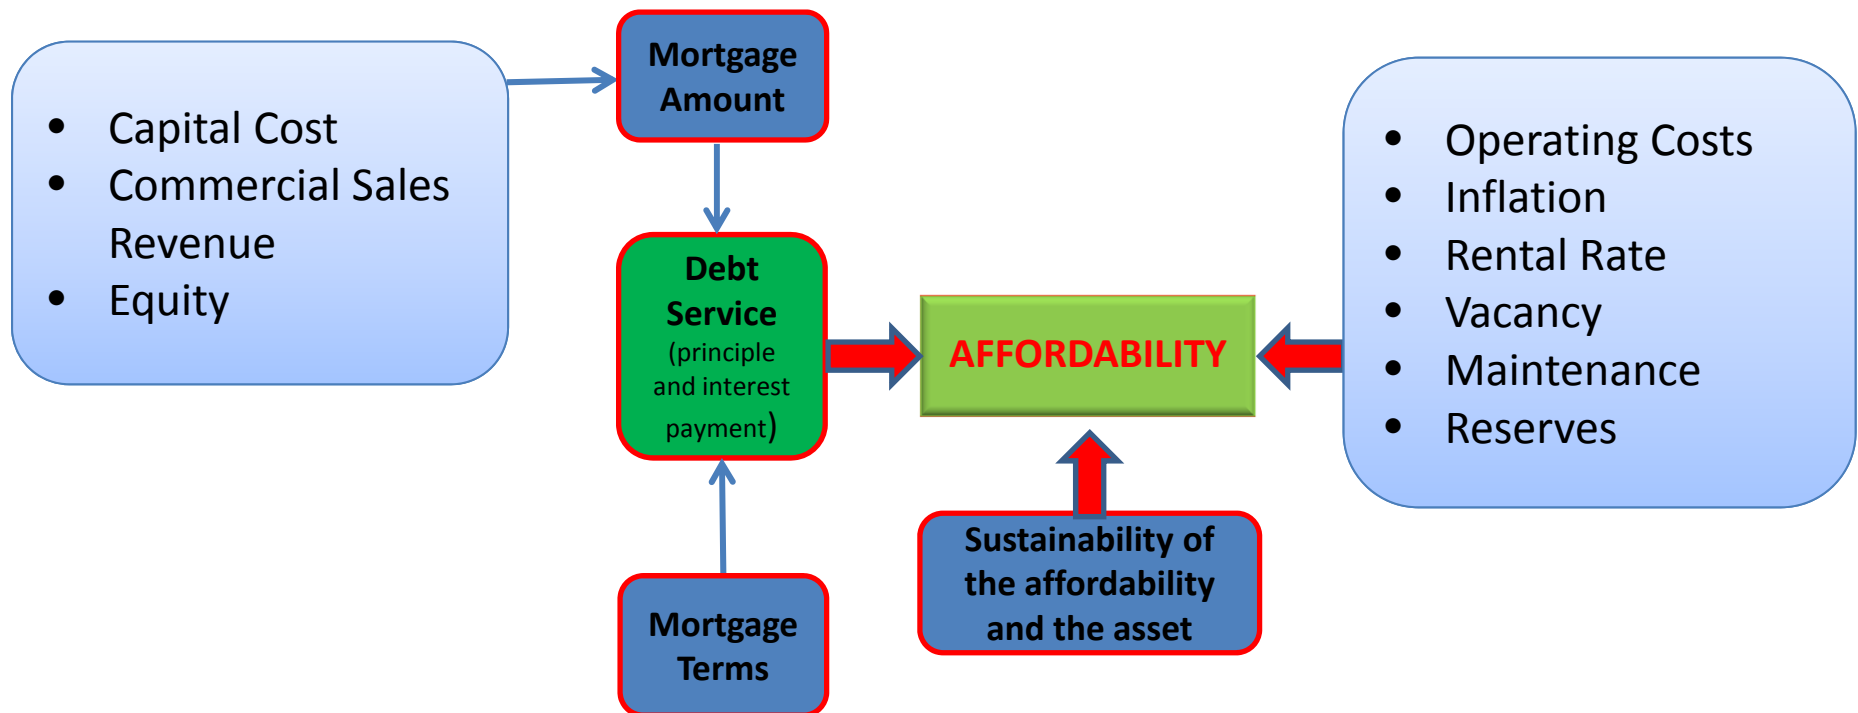 • Capital Cost
• Commercial Sales
Revenue
• Equity
Mortgage
Amount
Debt
Service
(principle
and interest
payment)
Mortgage
Terms
AFFORDABILITY
Sustainability of
the affordability
and the asset
• Operating Costs
• Inflation
• Rental Rate
• Vacancy
• Maintenance
• Reserves